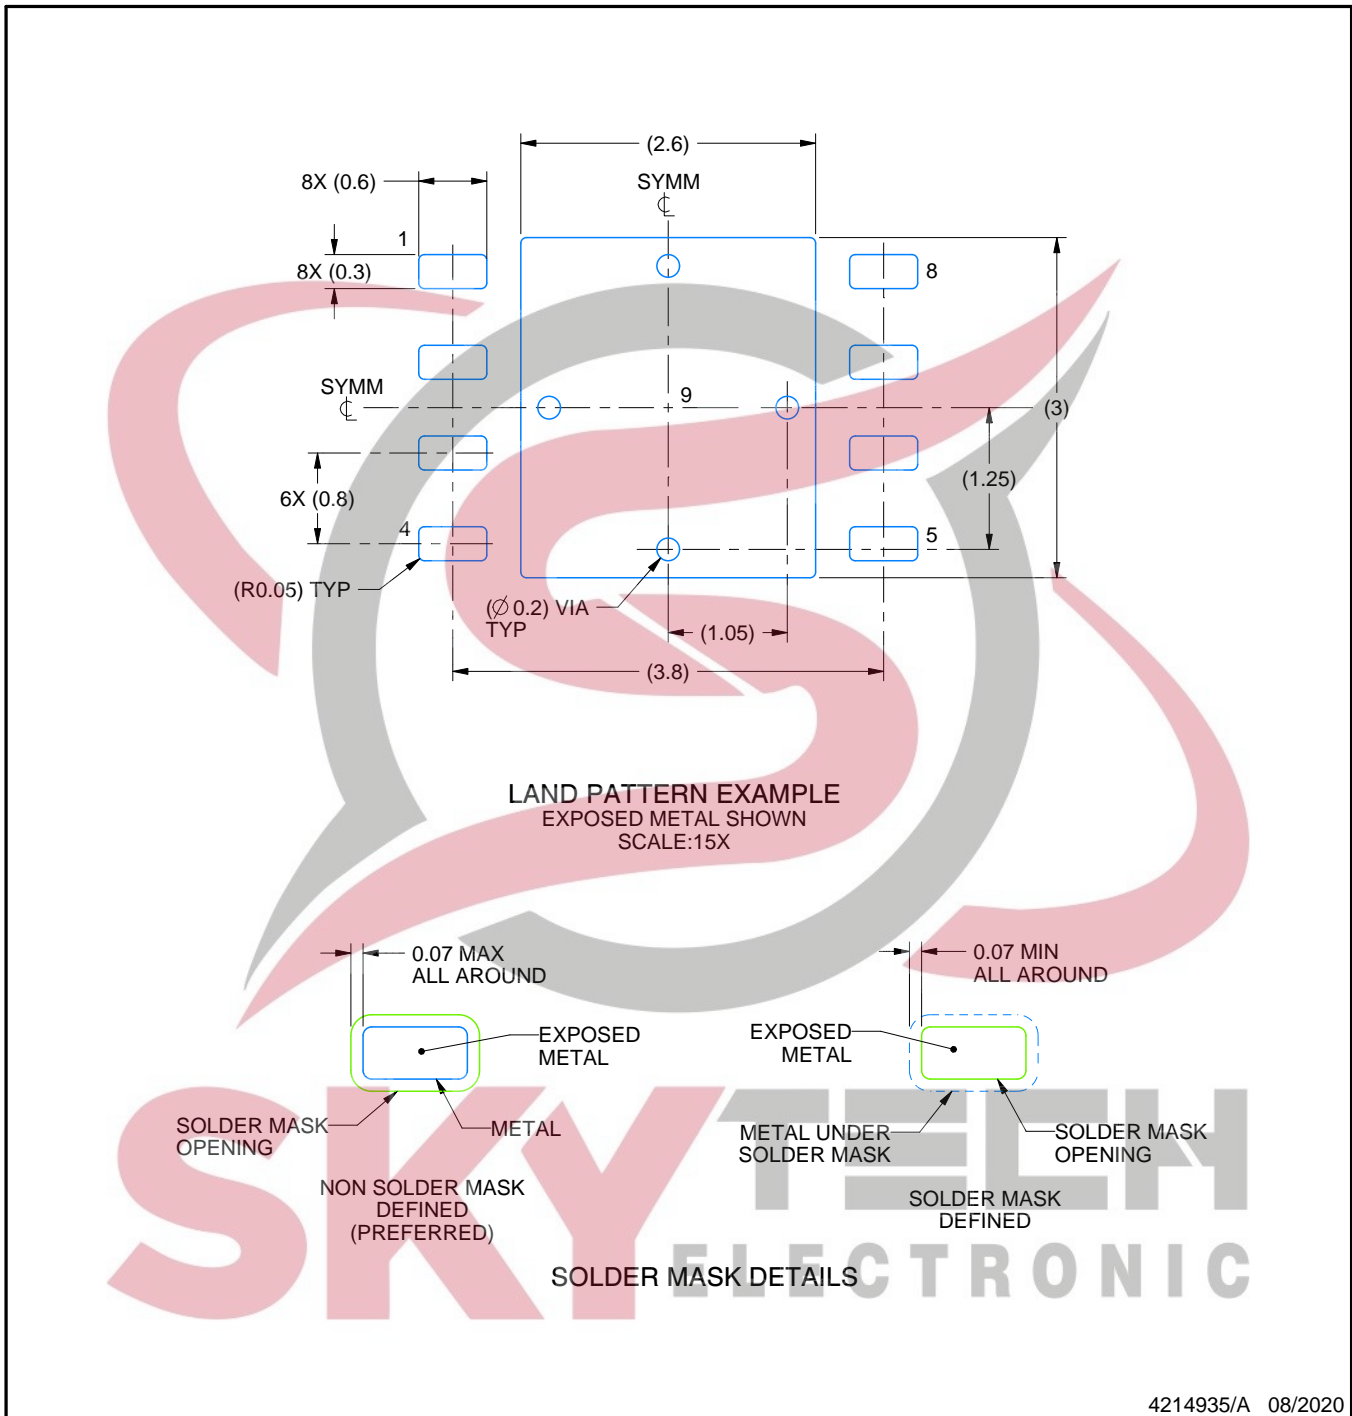 (2.6)
8X (0.6)
SYMM
℄
1
8X (0.3)
8
SYMM
℄
9
(3)
6X (0.8)
(1.25)
4
5
(R0.05) TYP
(Ø 0.2) VIA
TYP
(1.05)
(3.8)
LAND PATTERN EXAMPLE
EXPOSED METAL SHOWN
SCALE:15X
0.07 MAX
ALL AROUND
0.07 MIN
ALL AROUND
EXPOSED
METAL
EXPOSED
METAL
SOLDER MASK
OPENING
METAL
METAL UNDER
SOLDER MASK
SOLDER MASK
OPENING
NON SOLDER MASK
DEFINED
(PREFERRED)
SOLDER MASK
DEFINED
SOLDER MASK DETAILS
SKYTECH
ELECTRONIC
4214935/A 08/2020